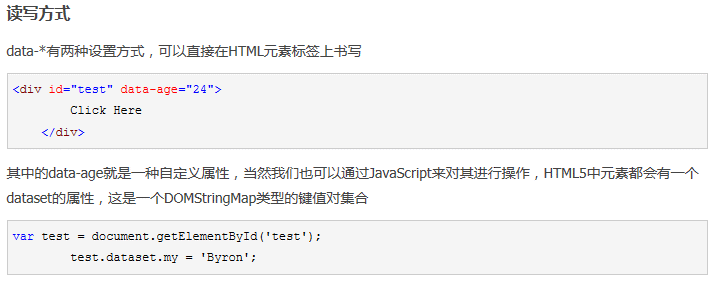 读写方式
data-*有两种设置方式，可以直接在HTML元素标签上书写
<div id="test" data-age="24">
        Click Here
    </div>
其中的data-age就是一种自定义属性，当然我们也可以通过JavaScript来对其进行操作，HTML5中元素都会有一个
dataset的属性，这是一个DOMStringMap类型的键值对集合
var test = document.getElementById('test');
        test.dataset.my = 'Byron';